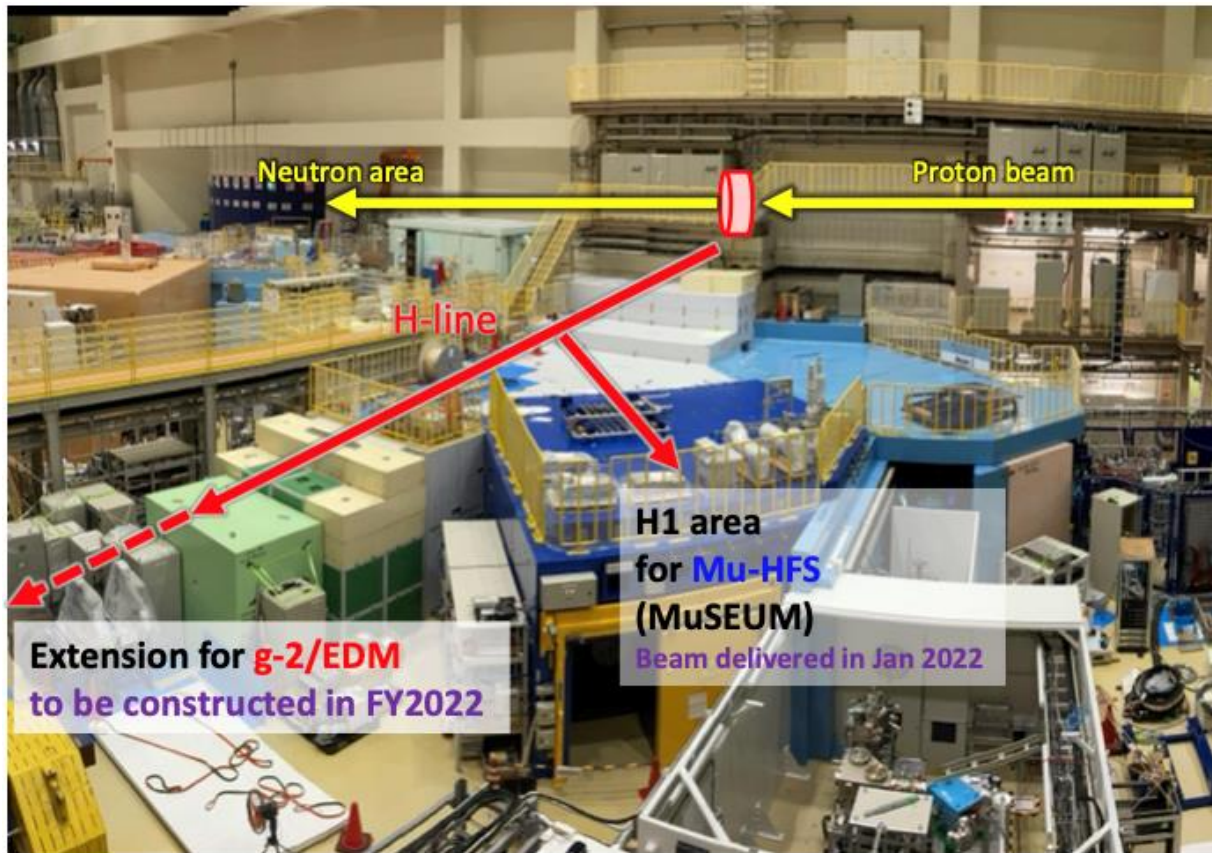 Neutron area
Proton beam
H-line
H1 area
for Mu-HFS
(MuSEUM)
Beam delivered in Jan 2022
Extension for g-2/EDM
to be constructed in FY2022